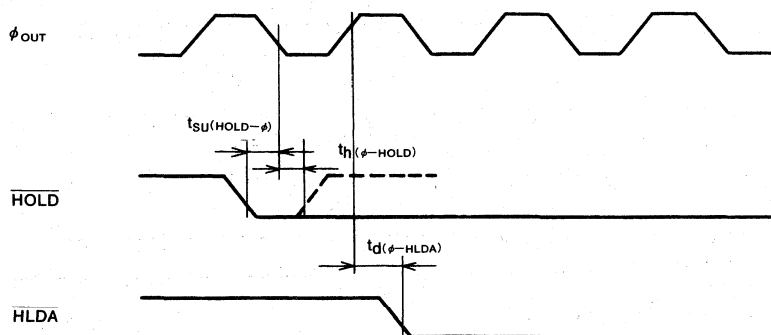 φOUT
tSU(HOLD–φ)
th(φ–HOLD)
HOLD
td(φ–HLDA)
HLDA